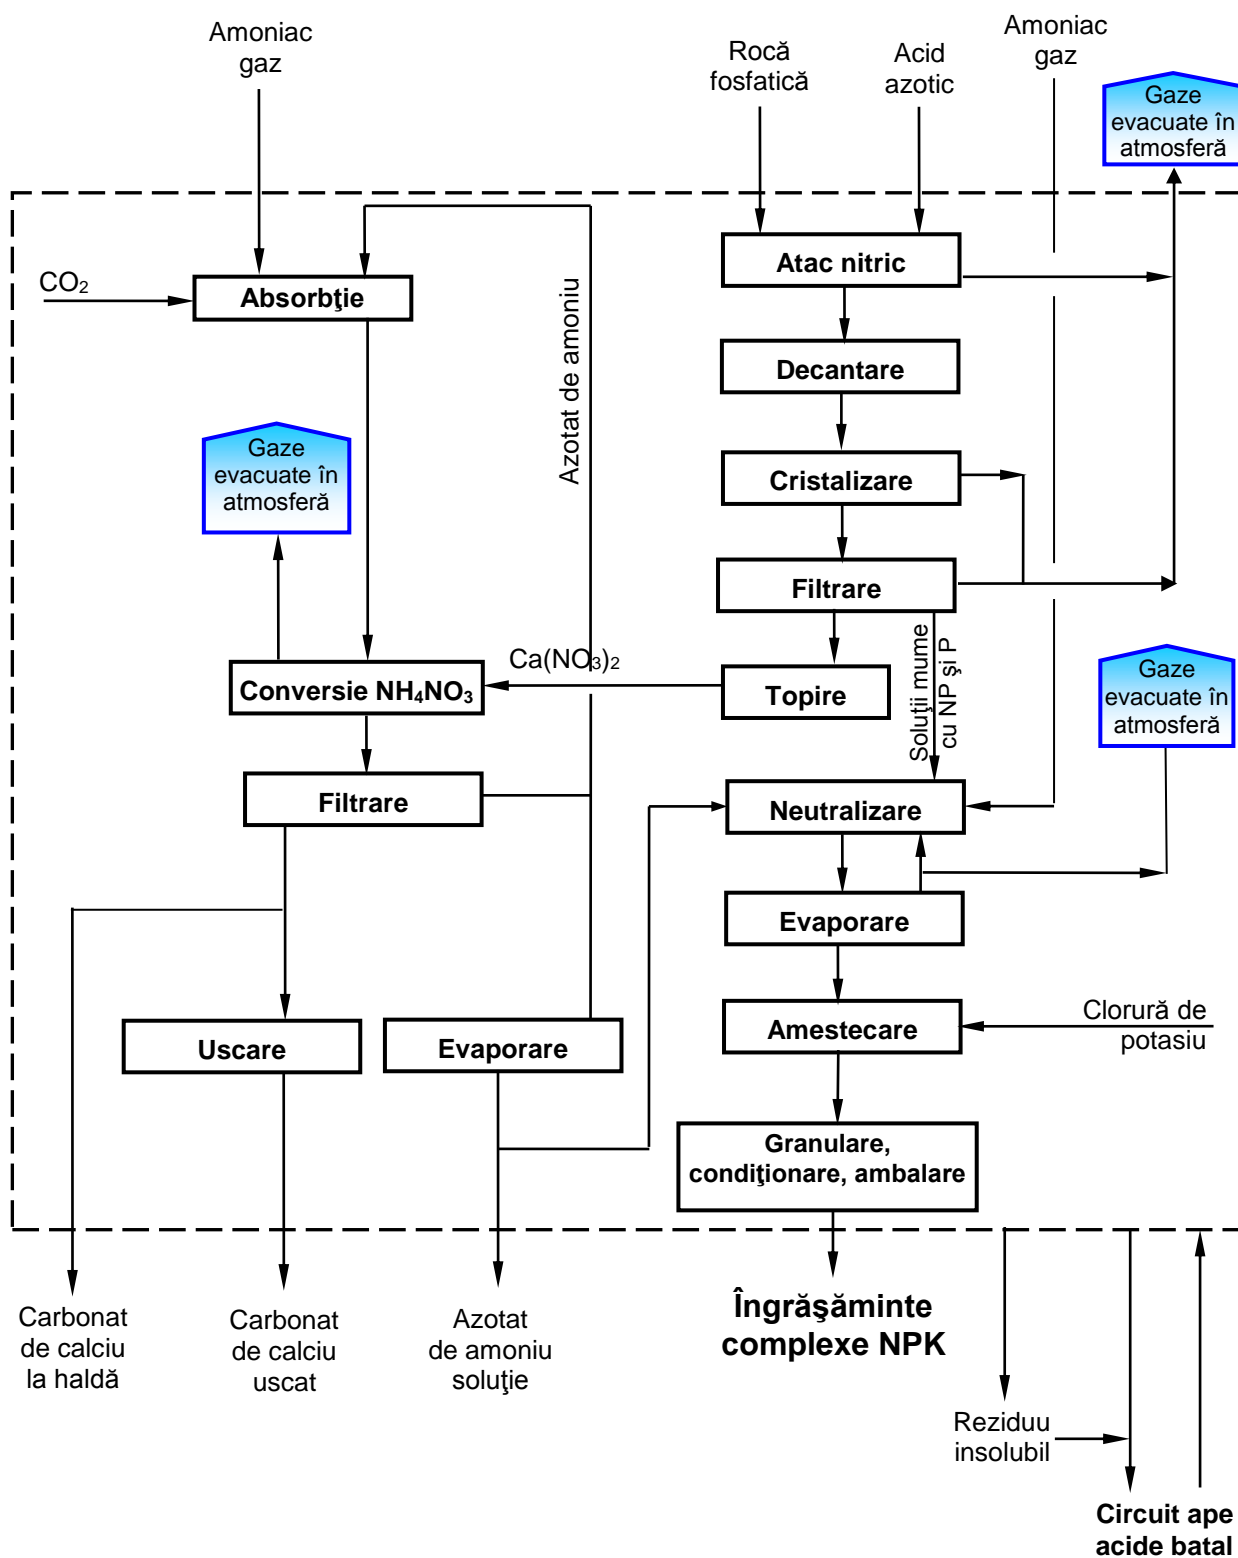 Amoniac
gaz
Rocă
fosfatică
Acid
azotic
Amoniac
gaz
Gaze
evacuate în
atmosferă
Atac nitric
CO₂
Absorbţie
Azotat de amoniu
Decantare
Gaze
evacuate în
atmosferă
Cristalizare
Filtrare
Soluţii mume
cu NP şi P
Ca(NO₃)₂
Conversie NH₄NO₃
Topire
Gaze
evacuate în
atmosferă
Filtrare
Neutralizare
Evaporare
Uscare
Evaporare
Amestecare
Clorură de
potasiu
Granulare,
condiţionare, ambalare
Carbonat
de calciu
la haldă
Carbonat
de calciu
uscat
Azotat
de amoniu
soluţie
Îngrăşăminte
complexe NPK
Reziduu
insolubil
Circuit ape
acide batal